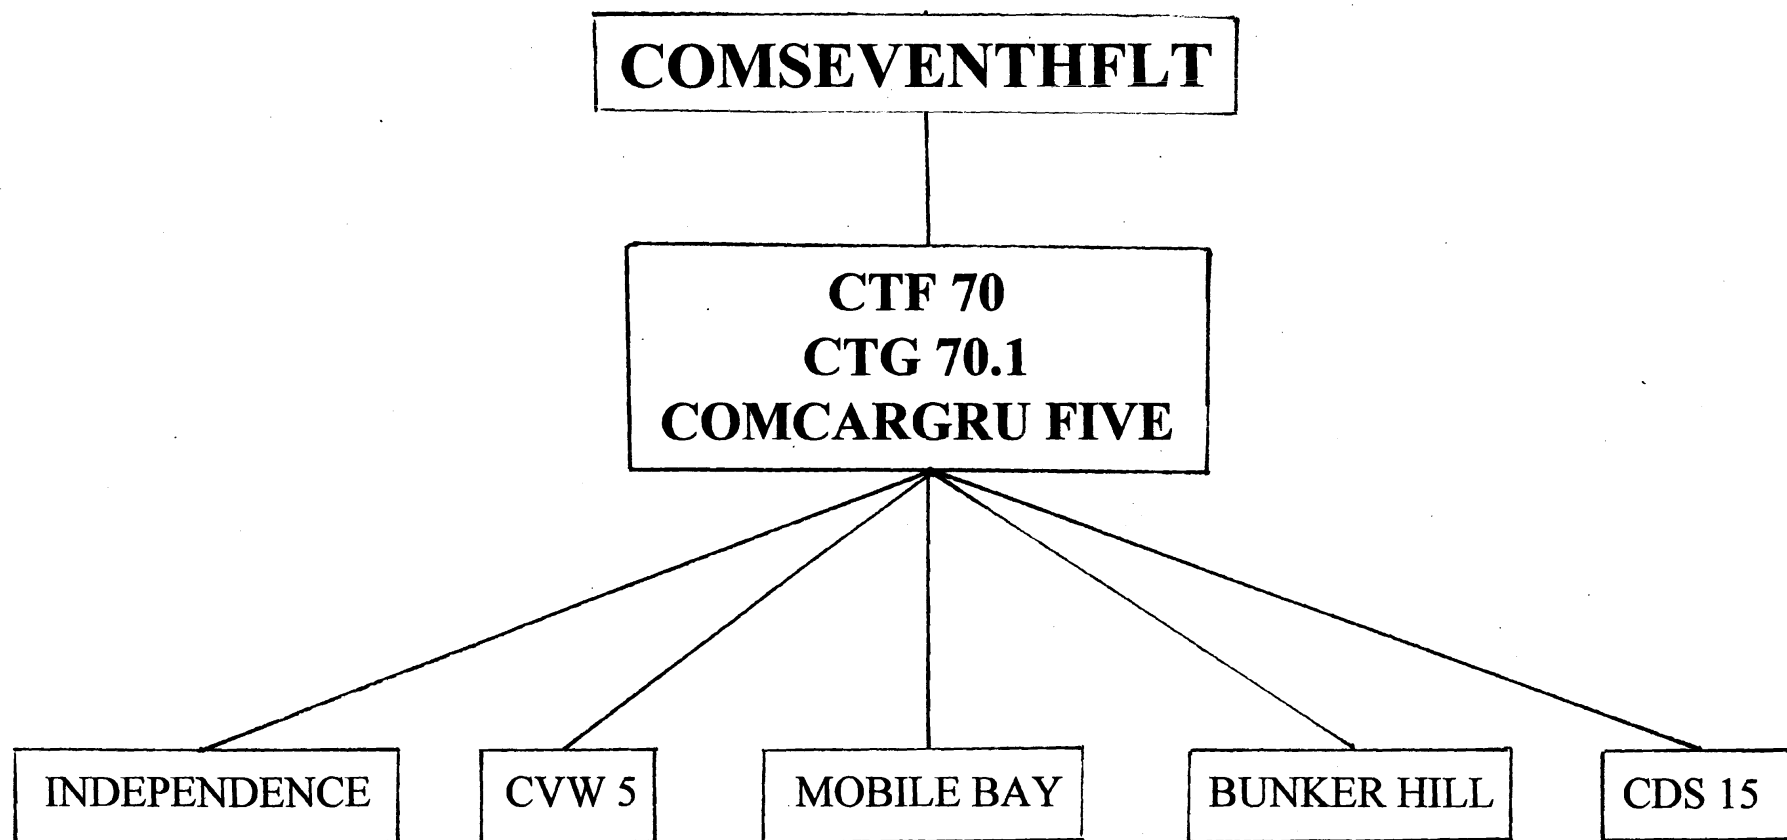 COMSEVENTHFLT
CTF 70
CTG 70.1
COMCARGRU FIVE
INDEPENDENCE
CVW 5
MOBILE BAY
BUNKER HILL
CDS 15